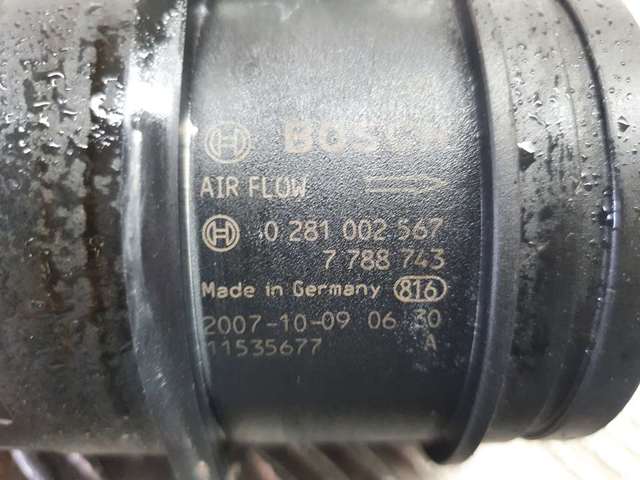 BOSCH
AIR FLOW
0 281 002 567
7 788 743
Made in Germany 816
2007-10-09 06 30
11535677 A